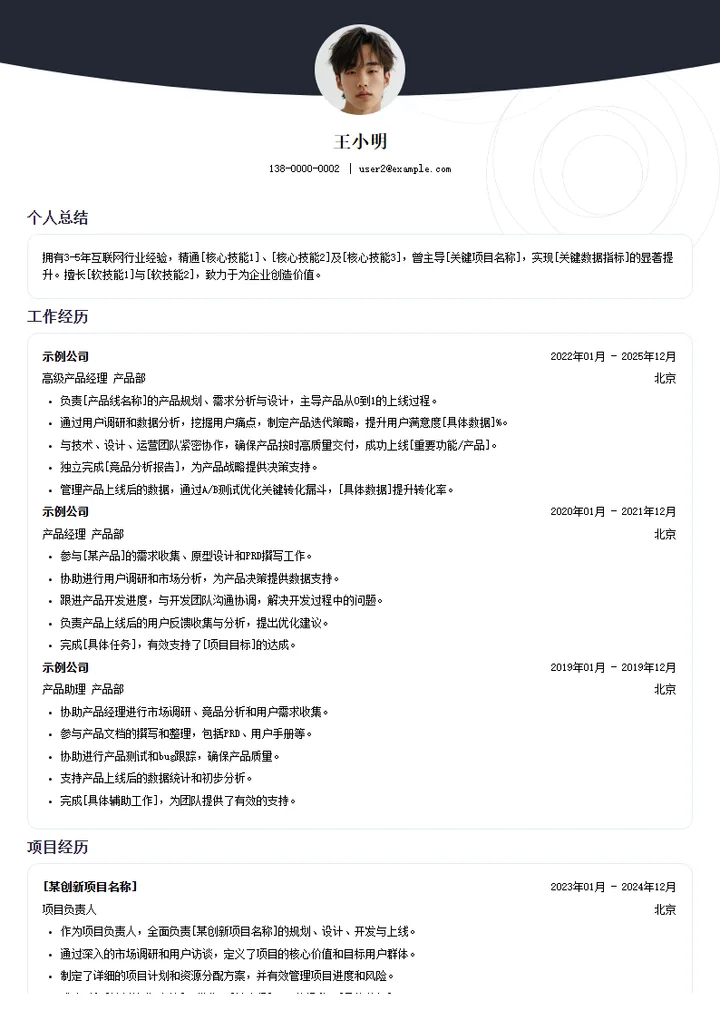 王小明
138-0000-0002 | user2@example.com
个人总结
拥有3-5年互联网行业经验，精通[核心技能1]、[核心技能2]及[核心技能3]，曾主导[关键项目名称]，实现[关键数据指标]的显著提
升。擅长[软技能1]与[软技能2]，致力于为企业创造价值。
工作经历
示例公司 2022年01月 - 2025年12月
高级产品经理 产品部 北京
• 负责[产品线名称]的产品规划、需求分析与设计，主导产品从0到1的上线过程。
• 通过用户调研和数据分析，挖掘用户痛点，制定产品迭代策略，提升用户满意度[具体数据]%。
• 与技术、设计、运营团队紧密协作，确保产品按时高质量交付，成功上线[重要功能/产品]。
• 独立完成[竞品分析报告]，为产品战略提供决策支持。
• 管理产品上线后的数据，通过A/B测试优化关键转化漏斗，[具体数据]提升转化率。
示例公司 2020年01月 - 2021年12月
产品经理 产品部 北京
• 参与[某产品]的需求收集、原型设计和PRD撰写工作。
• 协助进行用户调研和市场分析，为产品决策提供数据支持。
• 跟进产品开发进度，与开发团队沟通协调，解决开发过程中的问题。
• 负责产品上线后的用户反馈收集与分析，提出优化建议。
• 完成[具体任务]，有效支持了[项目目标]的达成。
示例公司 2019年01月 - 2019年12月
产品助理 产品部 北京
• 协助产品经理进行市场调研、竞品分析和用户需求收集。
• 参与产品文档的撰写和整理，包括PRD、用户手册等。
• 协助进行产品测试和bug跟踪，确保产品质量。
• 支持产品上线后的数据统计和初步分析。
• 完成[具体辅助工作]，为团队提供了有效的支持。
项目经历
[某创新项目名称] 2023年01月 - 2024年12月
项目负责人 北京
• 作为项目负责人，全面负责[某创新项目名称]的规划、设计、开发与上线。
• 通过深入的市场调研和用户访谈，定义了项目的核心价值和目标用户群体。
• 制定了详细的项目计划和资源分配方案，并有效管理项目进度和风险。